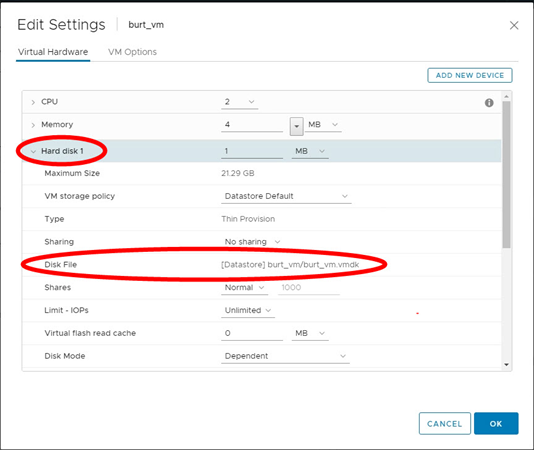 Edit Settings burt_vm
Virtual Hardware VM Options
ADD NEW DEVICE
CPU 2
Memory 4 MB
Hard disk 1 1 MB
Maximum Size 21.29 GB
VM storage policy Datastore Default
Type Thin Provision
Sharing No sharing
Disk File [Datastore] burt_vm/burt_vm.vmdk
Shares Normal 1000
Limit - IOPs Unlimited
Virtual flash read cache 0 MB
Disk Mode Dependent
CANCEL OK